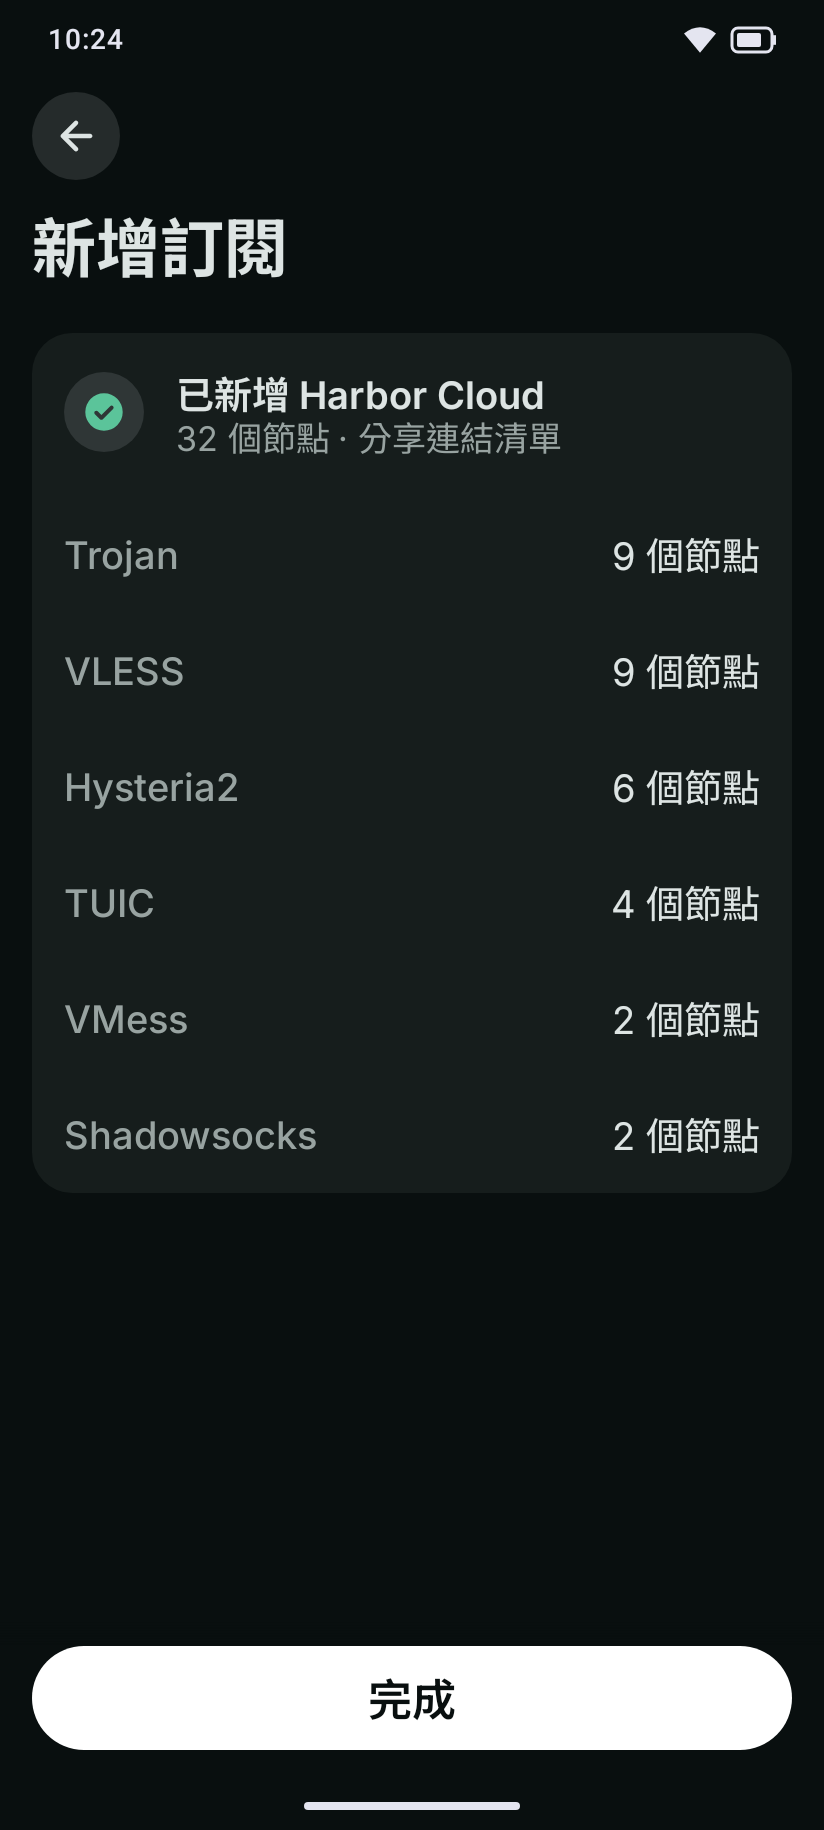 10:24
新增訂閱
已新增 Harbor Cloud
32 個節點 · 分享連結清單
Trojan 9 個節點
VLESS 9 個節點
Hysteria2 6 個節點
TUIC 4 個節點
VMess 2 個節點
Shadowsocks 2 個節點
完成